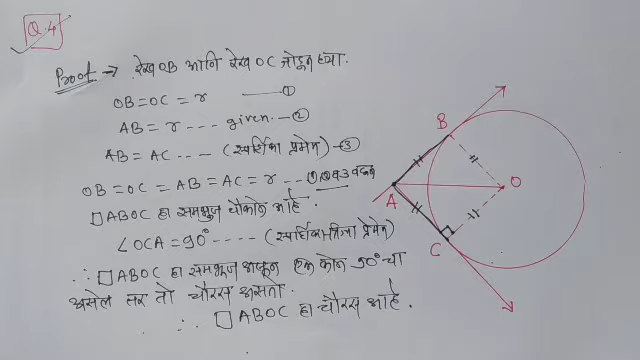 Q.4
Proof → रेख OB आणि रेख OC जोडून घ्या.
OB = OC = r —— ①
AB = r --- given --- ②
AB = AC --- (स्पर्शिका प्रमेय) - ③
OB = OC = AB = AC = r --- ①, ② व ३ वरून
□ABOC हा समभुज चौकोन आहे.
∠OCA = 90° ---- (स्पर्शिका-त्रिज्या प्रमेय)
∴ □ABOC हा समभुज असून एक कोन 90° चा
असेल तर तो चौरस असतो.
∴ □ABOC हा चौरस आहे.
B
A
O
C